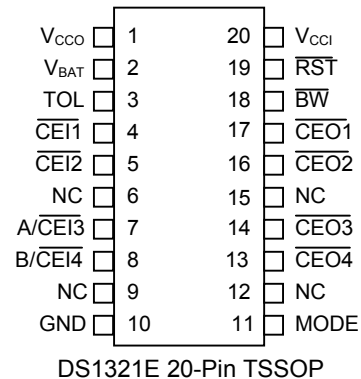 VCCO 1 20 VCCI
VBAT 2 19 RST
TOL 3 18 BW
CEI1 4 17 CEO1
CEI2 5 16 CEO2
NC 6 15 NC
A/CEI3 7 14 CEO3
B/CEI4 8 13 CEO4
NC 9 12 NC
GND 10 11 MODE
DS1321E 20-Pin TSSOP